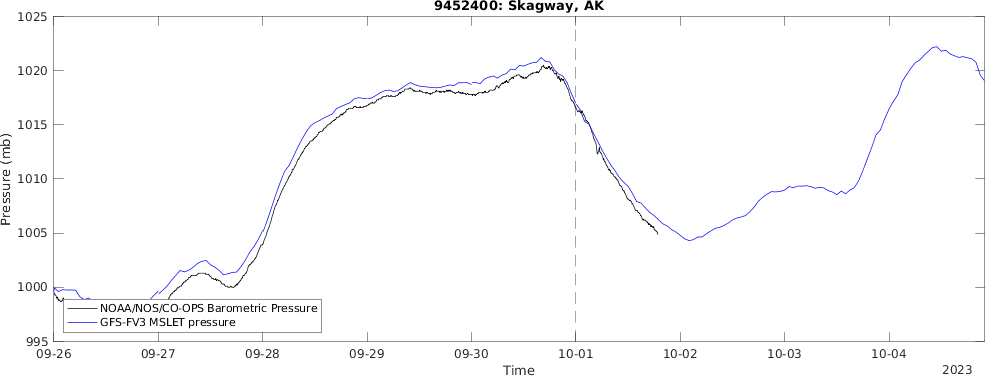 9452400: Skagway, AK
Pressure (mb)
1025
1020
1015
1010
1005
1000
995
NOAA/NOS/CO-OPS Barometric Pressure
GFS-FV3 MSLET pressure
09-26 09-27 09-28 09-29 09-30 10-01 10-02 10-03 10-04
Time
2023